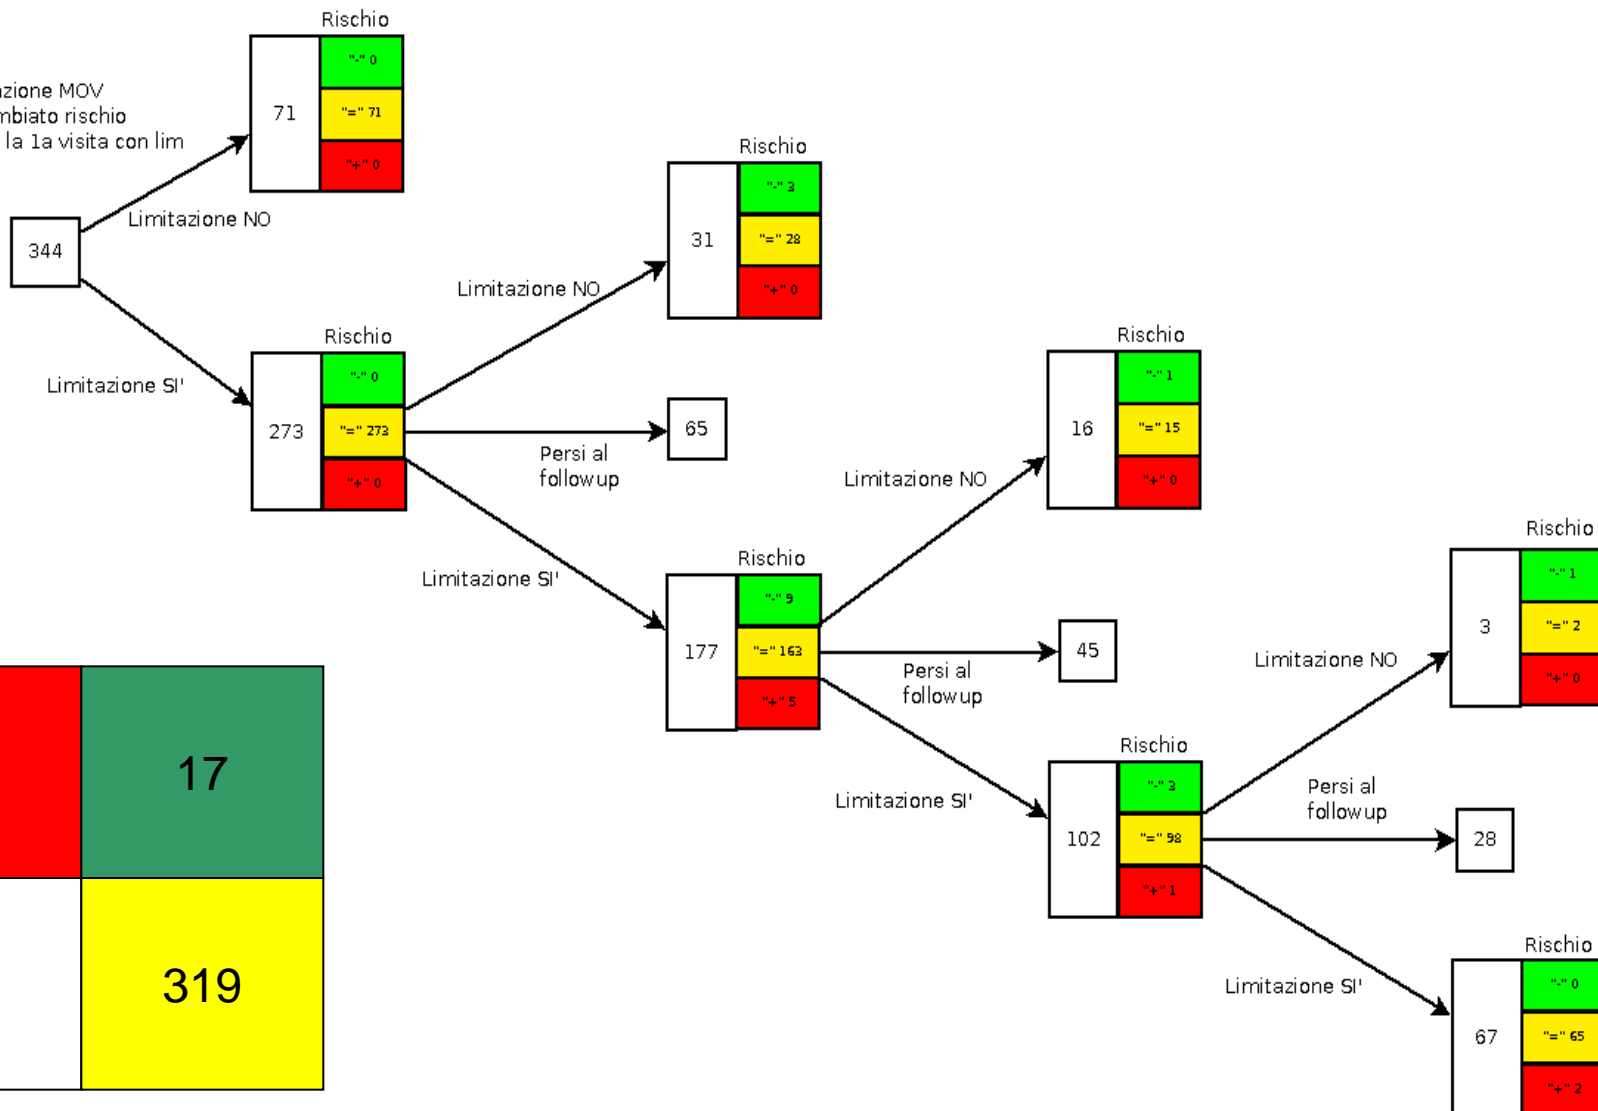 Rischio
"-" 0
71
"=" 71
"+" 0
MOV
rischio
la 1a visita con lim
Limitazione NO
344
Limitazione SI'
Rischio
"-" 3
31
"=" 28
"+" 0
Limitazione NO
Rischio
"-" 0
273
"=" 273
"+" 0
65
Persi al
followup
Limitazione SI'
Rischio
"-" 1
16
"=" 15
"+" 0
Limitazione NO
Rischio
"-" 9
177
"=" 163
"+" 5
45
Persi al
followup
Limitazione SI'
Rischio
"-" 1
3
"=" 2
"+" 0
Limitazione NO
Rischio
"-" 3
102
"=" 98
"+" 1
Persi al
followup
28
Limitazione SI'
Rischio
"-" 0
67
"=" 65
"+" 2
17
319